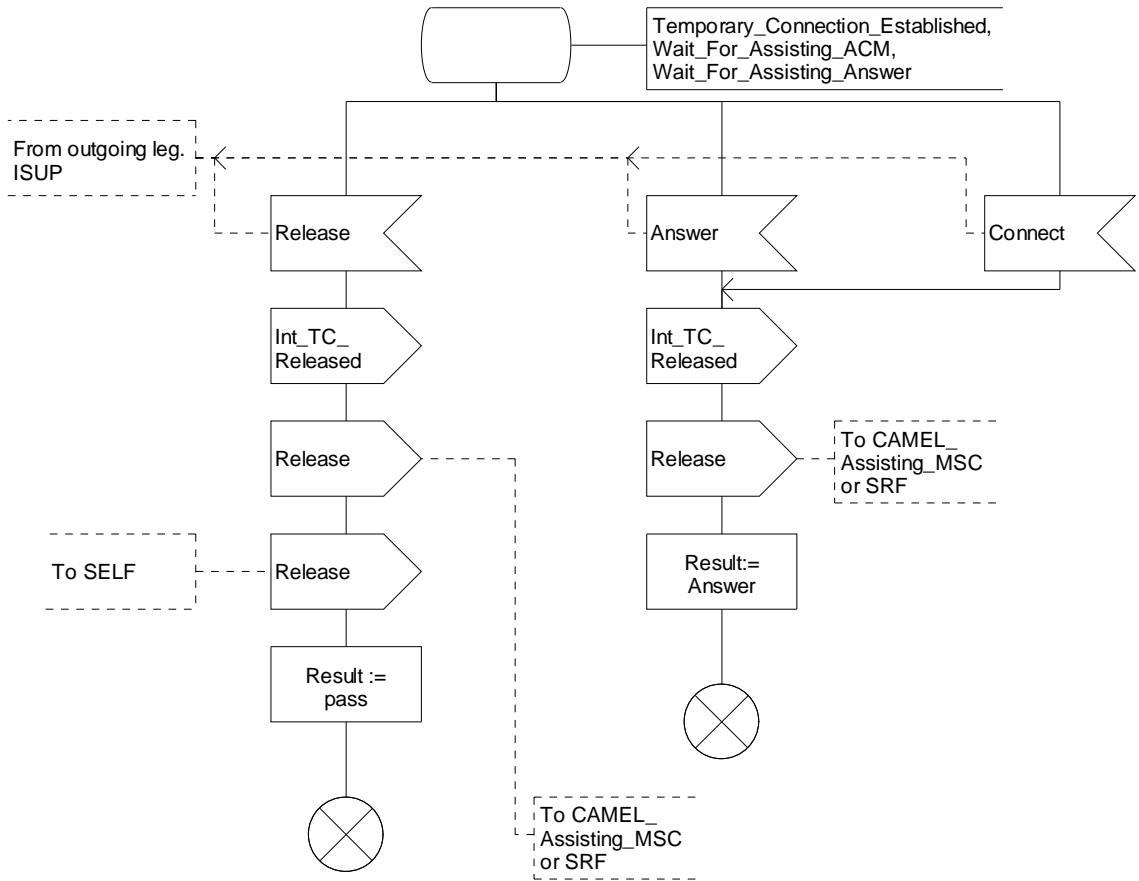 Temporary_Connection_Established,
Wait_For_Assisting_ACM,
Wait_For_Assisting_Answer
From outgoing leg.
ISUP
Release
Answer
Connect
Int_TC_
Released
Int_TC_
Released
Release
Release
To CAMEL_
Assisting_MSC
or SRF
To SELF
Release
Result:=
Answer
Result :=
pass
To CAMEL_
Assisting_MSC
or SRF